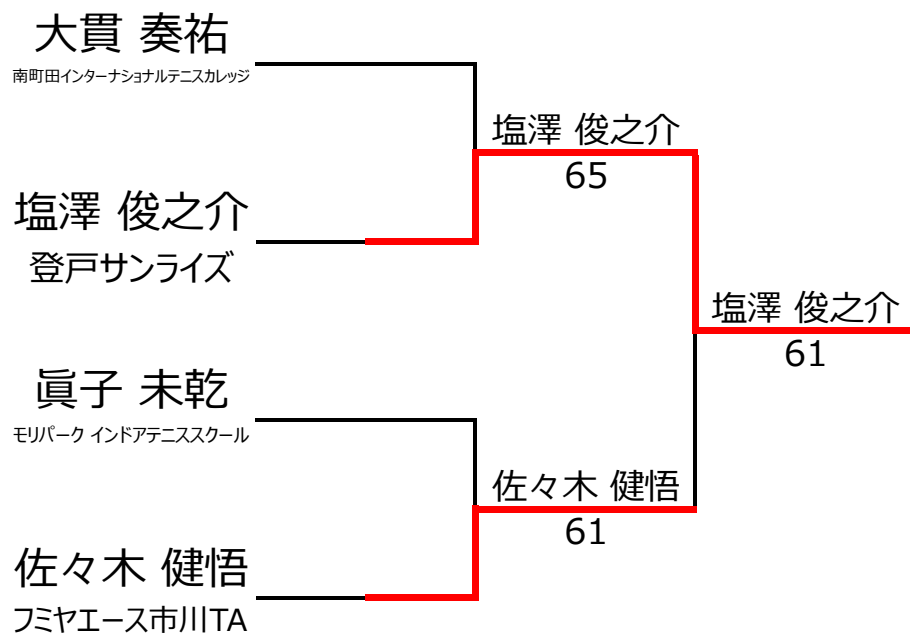 大貫 奏祐
南町田インターナショナルテニスカレッジ
塩澤 俊之介
65
塩澤 俊之介
登戸サンライズ
塩澤 俊之介
61
眞子 未乾
モリパーク インドアテニススクール
佐々木 健悟
61
佐々木 健悟
フミヤエース市川TA